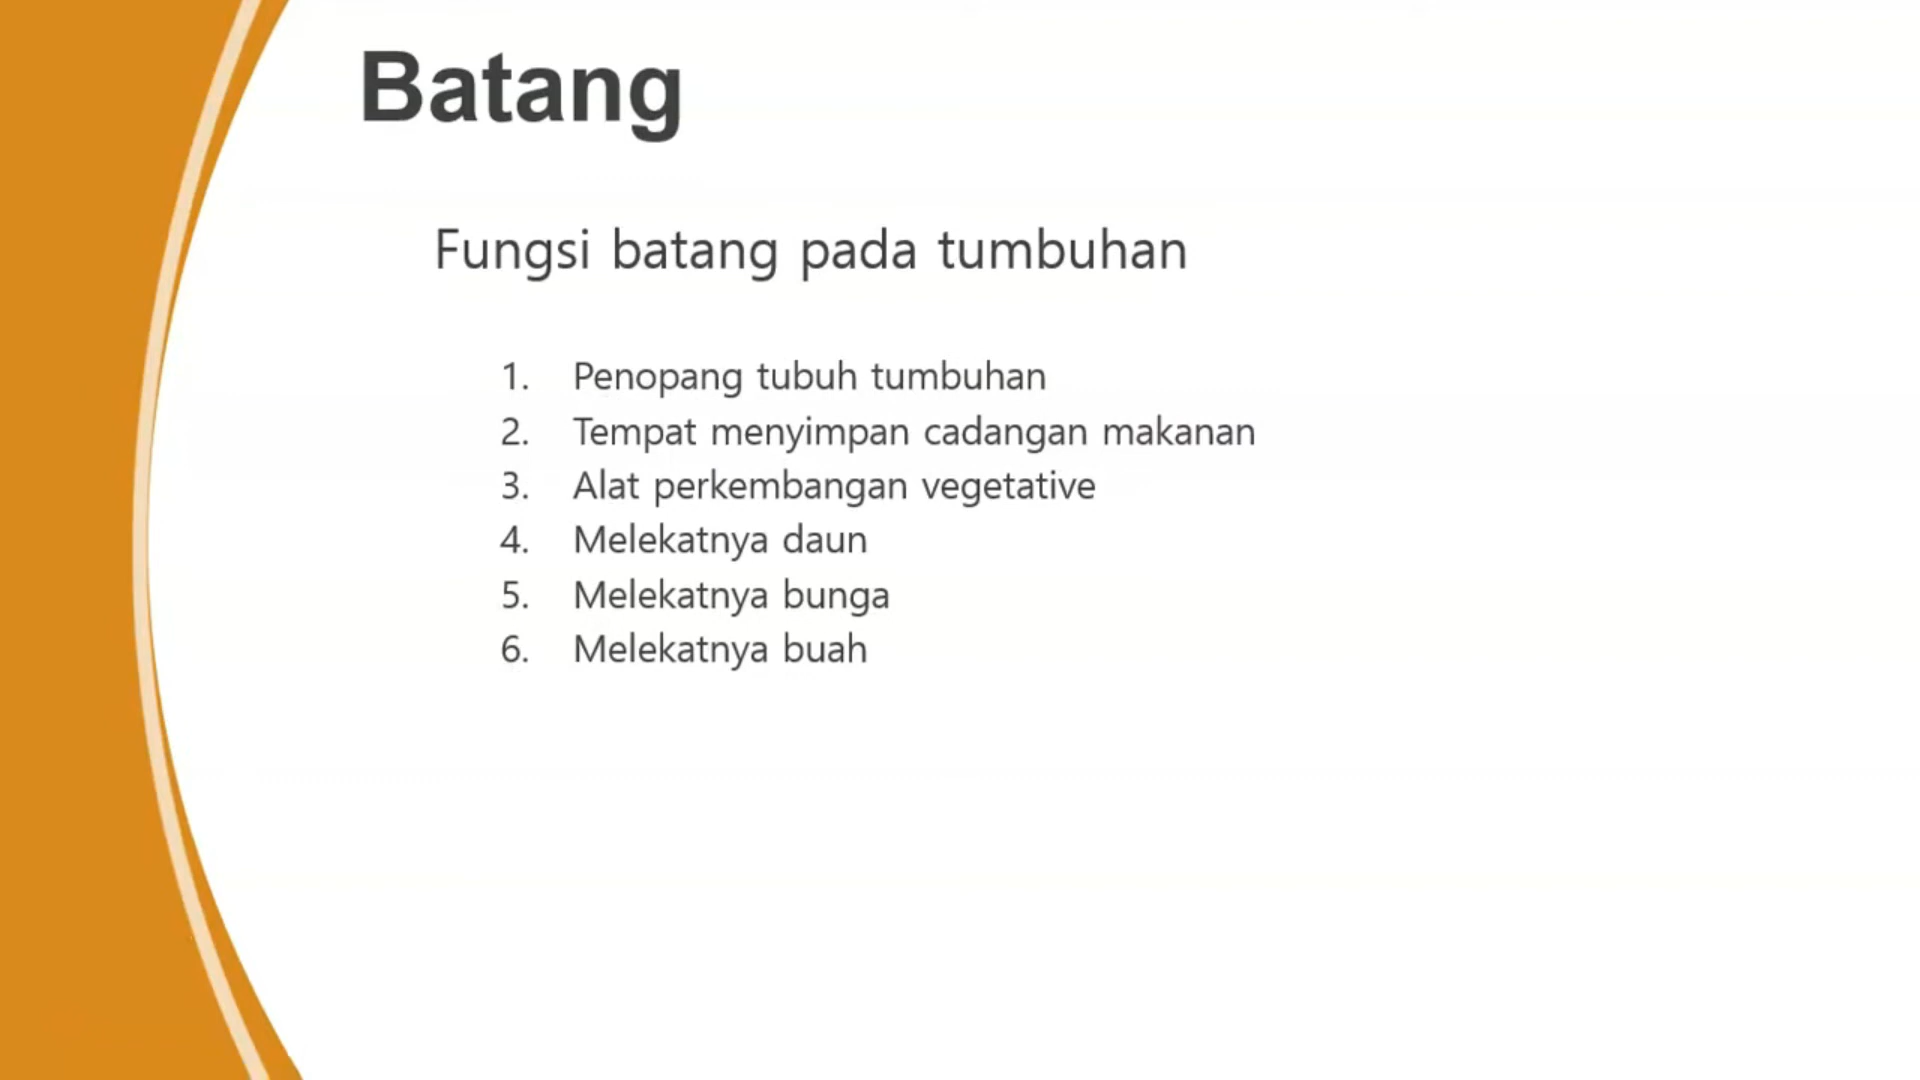 Batang
Fungsi batang pada tumbuhan
1. Penopang tubuh tumbuhan
2. Tempat menyimpan cadangan makanan
3. Alat perkembangan vegetative
4. Melekatnya daun
5. Melekatnya bunga
6. Melekatnya buah